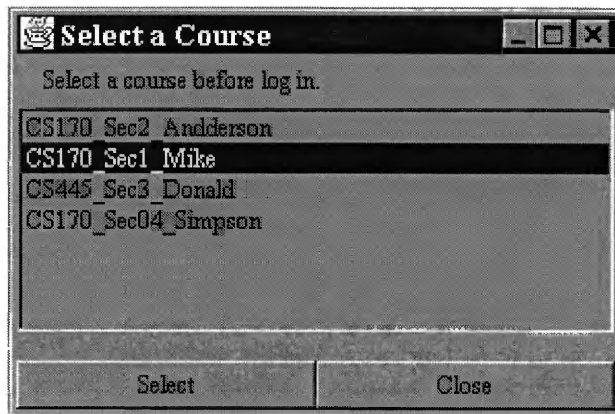 Select a Course
Select a course before log in.
CS170_Sec2_Andderson
CS170_Sec1_Mike
CS445_Sec3_Donald
CS170_Sec04_Simpson
Select Close